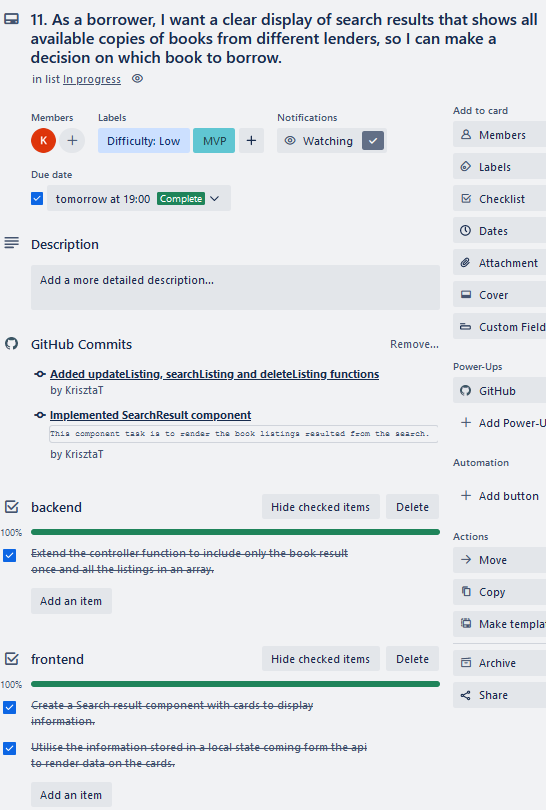 11. As a borrower, I want a clear display of search results that shows all
available copies of books from different lenders, so I can make a
decision on which book to borrow.
in list In progress
Members
Labels
Notifications
K
+
Difficulty: Low
MVP
+
Watching
Due date
tomorrow at 19:00
Complete
Description
Add a more detailed description...
GitHub Commits
Remove...
Added updateListing, searchListing and deleteListing functions
by KrisztaT
Implemented SearchResult component
This component task is to render the book listings resulted from the search.
by KrisztaT
backend
Hide checked items
Delete
100%
Extend the controller function to include only the book result
once and all the listings in an array.
Add an item
frontend
Hide checked items
Delete
100%
Create a Search result component with cards to display
information.
Utilise the information stored in a local state coming form the api
to render data on the cards.
Add an item
Add to card
Members
Labels
Checklist
Dates
Attachment
Cover
Custom Field
Power-Ups
GitHub
+ Add Power-U
Automation
+ Add button
Actions
Move
Copy
Make templa
Archive
Share